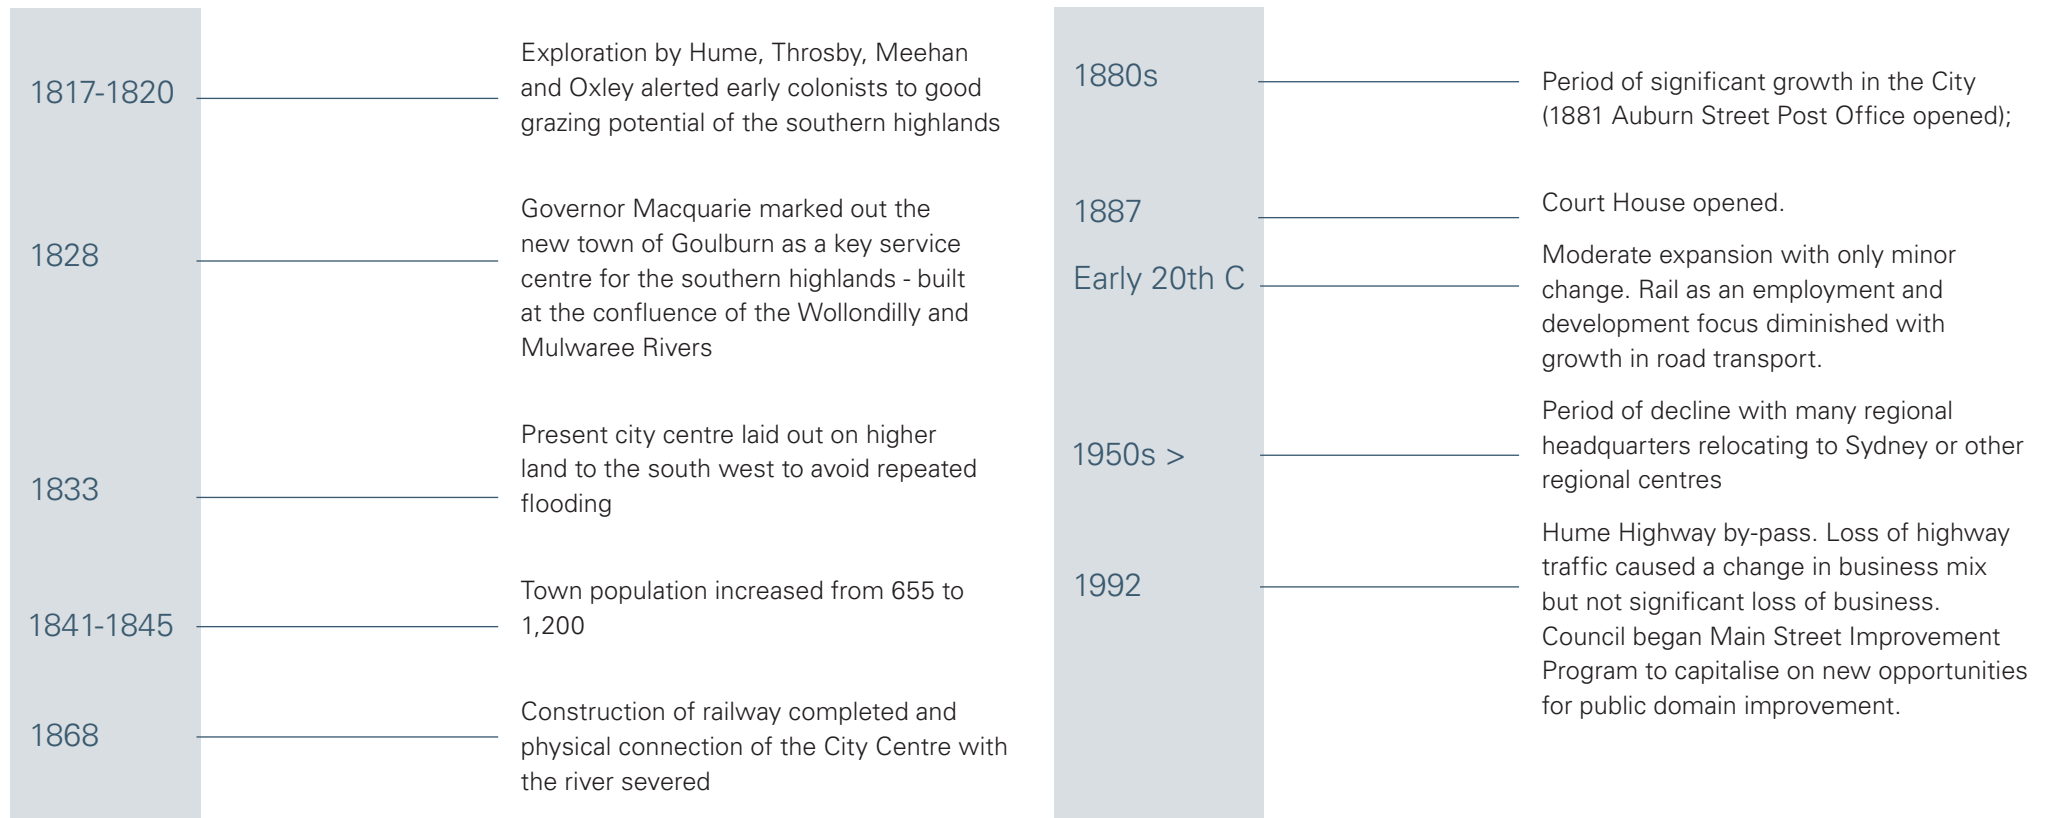 1817-1820
Exploration by Hume, Throsby, Meehan
and Oxley alerted early colonists to good
grazing potential of the southern highlands
1828
Governor Macquarie marked out the
new town of Goulburn as a key service
centre for the southern highlands - built
at the confluence of the Wollondilly and
Mulwaree Rivers
1833
Present city centre laid out on higher
land to the south west to avoid repeated
flooding
1841-1845
Town population increased from 655 to
1,200
1868
Construction of railway completed and
physical connection of the City Centre with
the river severed
1880s
Period of significant growth in the City
(1881 Auburn Street Post Office opened);
1887
Court House opened.
Early 20th C
Moderate expansion with only minor
change. Rail as an employment and
development focus diminished with
growth in road transport.
1950s >
Period of decline with many regional
headquarters relocating to Sydney or other
regional centres
1992
Hume Highway by-pass. Loss of highway
traffic caused a change in business mix
but not significant loss of business.
Council began Main Street Improvement
Program to capitalise on new opportunities
for public domain improvement.